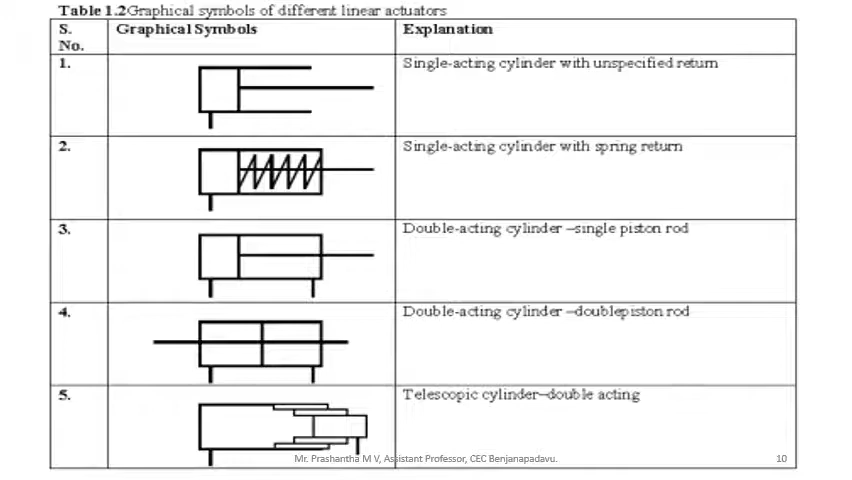 Table 1.2Graphical symbols of different linear actuators
S. No. Graphical Symbols Explanation
1. Single-acting cylinder with unspecified return
2. Single-acting cylinder with spring return
3. Double-acting cylinder –single piston rod
4. Double-acting cylinder –doublepiston rod
5. Telescopic cylinder–double acting
Mr. Prashantha M V, Assistant Professor, CEC Benjanapadavu. 10